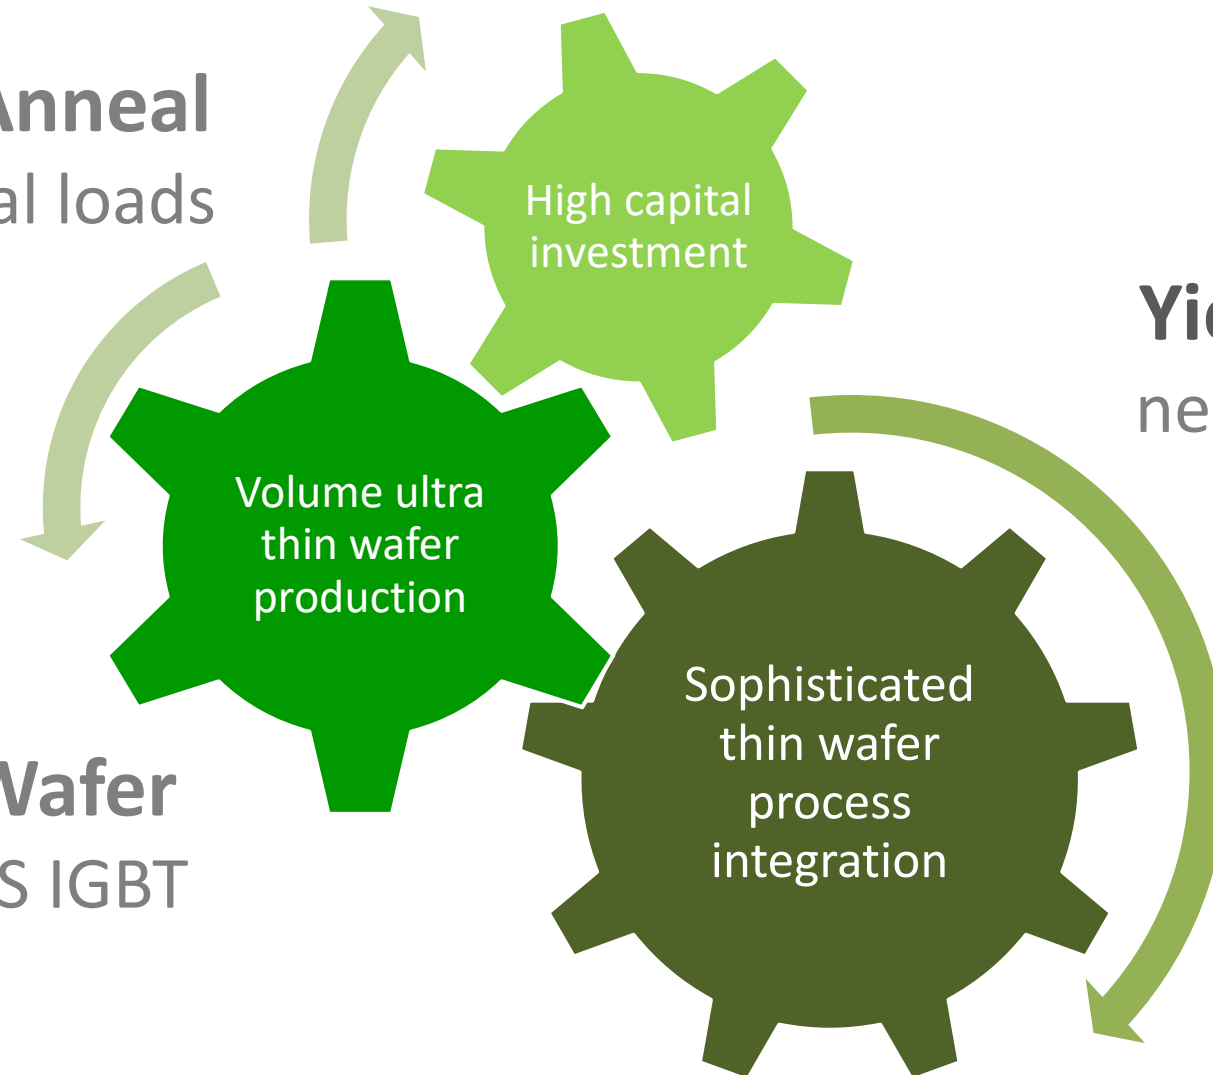 Anneal
al loads
High capital
investment
Yi
ne
Volume ultra
thin wafer
production
Sophisticated
thin wafer
process
integration
Wafer
S IGBT